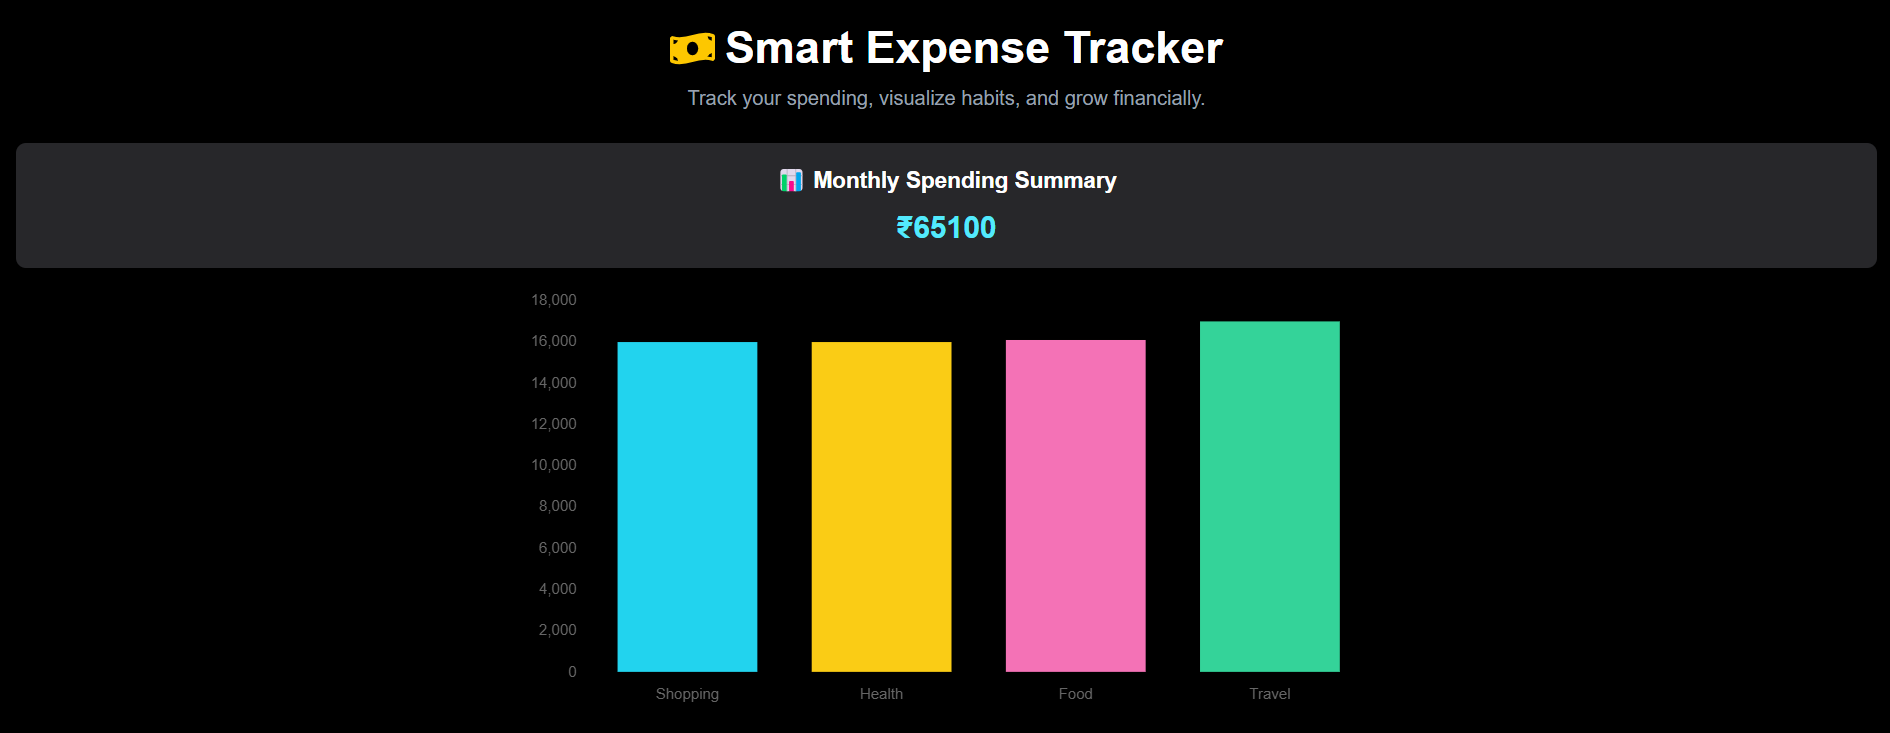 Smart Expense Tracker
Track your spending, visualize habits, and grow financially.
Monthly Spending Summary
₹65100
18,000
16,000
14,000
12,000
10,000
8,000
6,000
4,000
2,000
0
Shopping Health Food Travel